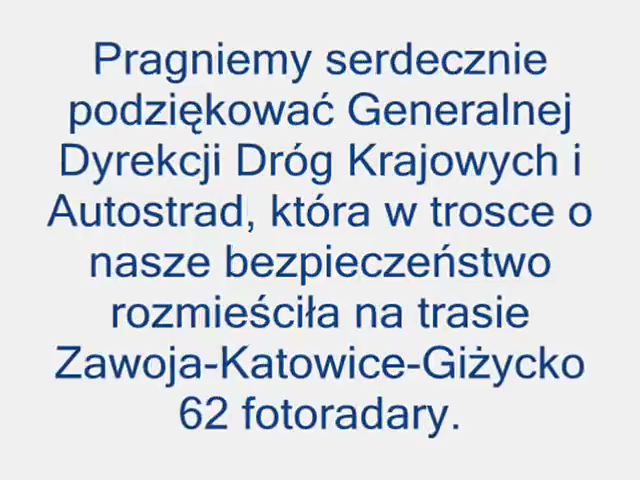 Pragniemy serdecznie
podziękować Generalnej
Dyrekcji Dróg Krajowych i
Autostrad, która w trosce o
nasze bezpieczeństwo
rozmieściła na trasie
Zawoja-Katowice-Giżycko
62 fotoradary.